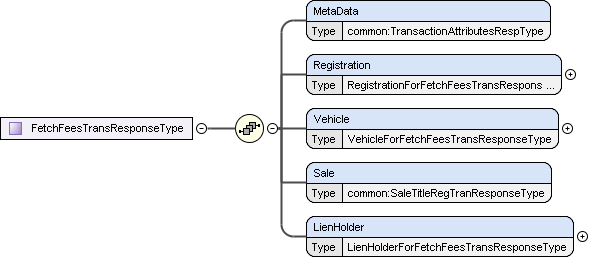 MetaData
Type common:TransactionAttributesRespType
Registration
Type RegistrationForFetchFeesTransRespons ...
FetchFeesTransResponseType
Vehicle
Type VehicleForFetchFeesTransResponseType
Sale
Type common:SaleTitleRegTranResponseType
LienHolder
Type LienHolderForFetchFeesTransResponseType